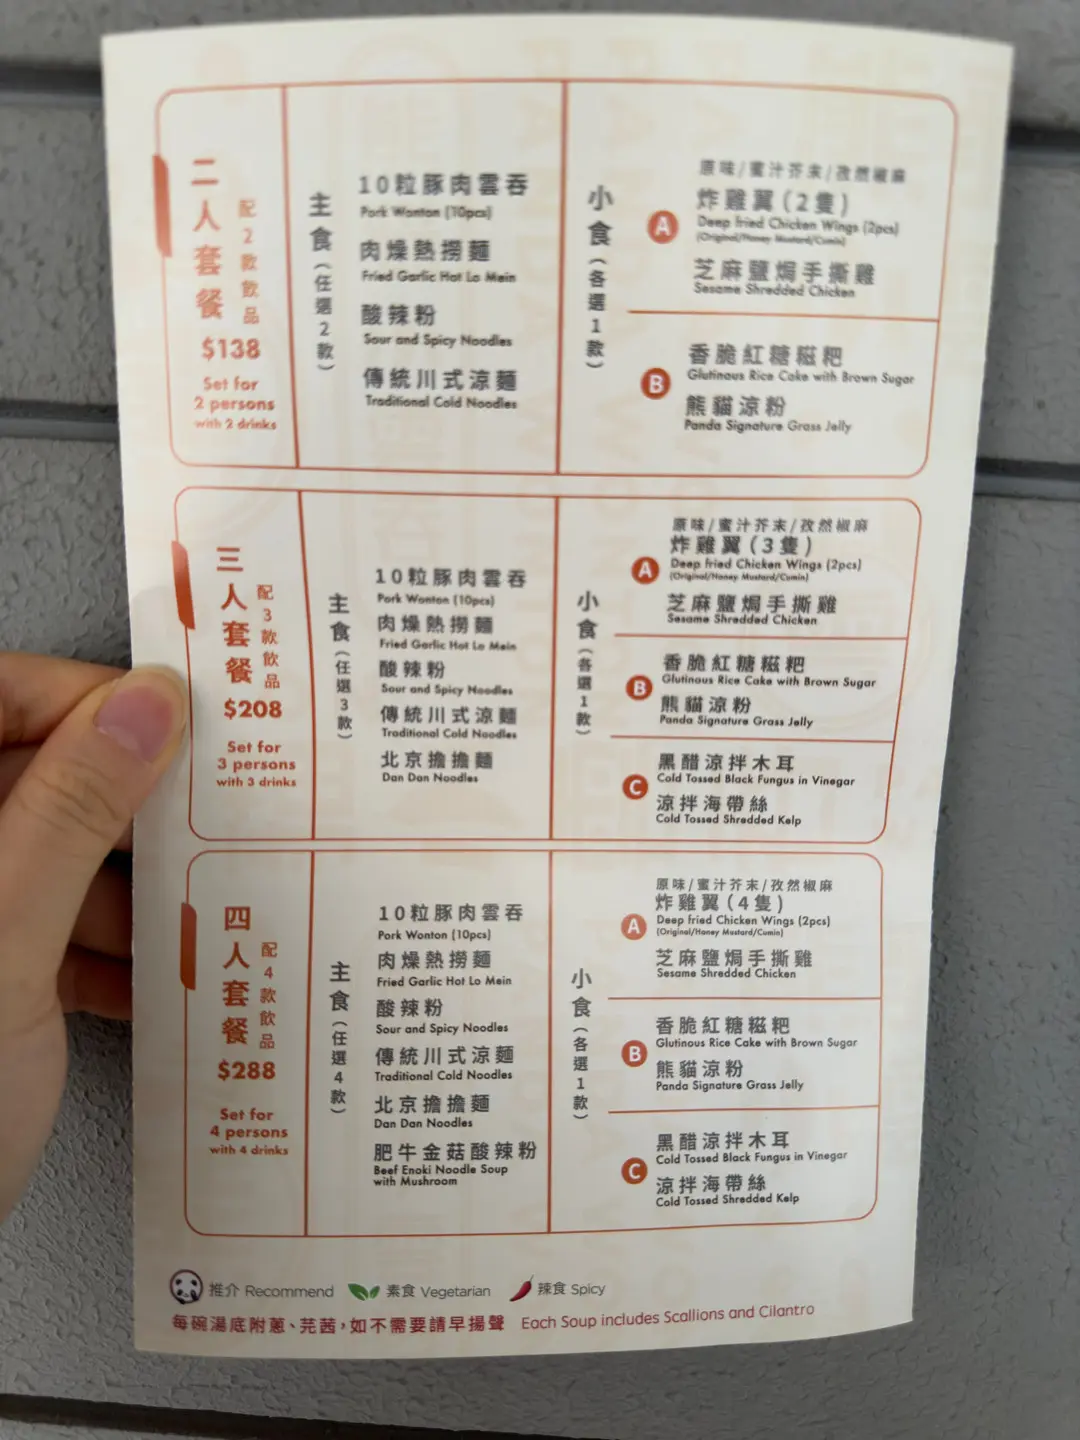 二人套餐
配2款飲品
$138
Set for
2 persons
with 2 drinks
主食(任選2款)
10粒豚肉雲吞
Pork Wonton (10pcs)
肉燥熱撈麵
Fried Garlic Hot Lo Mein
酸辣粉
Sour and Spicy Noodles
傳統川式涼麵
Traditional Cold Noodles
小食(各選1款)
A
原味/蜜汁芥末/孜然椒麻
炸雞翼(2隻)
Deep fried Chicken Wings (2pcs)
(Original/Honey Mustard/Cumin)
芝麻鹽焗手撕雞
Sesame Shredded Chicken
B
香脆紅糖糍粑
Glutinous Rice Cake with Brown Sugar
熊貓涼粉
Panda Signature Grass Jelly
三人套餐
配3款飲品
$208
Set for
3 persons
with 3 drinks
主食(任選3款)
10粒豚肉雲吞
Pork Wonton (10pcs)
肉燥熱撈麵
Fried Garlic Hot Lo Mein
酸辣粉
Sour and Spicy Noodles
傳統川式涼麵
Traditional Cold Noodles
北京擔擔麵
Dan Dan Noodles
小食(各選1款)
A
原味/蜜汁芥末/孜然椒麻
炸雞翼(3隻)
Deep fried Chicken Wings (2pcs)
(Original/Honey Mustard/Cumin)
芝麻鹽焗手撕雞
Sesame Shredded Chicken
B
香脆紅糖糍粑
Glutinous Rice Cake with Brown Sugar
熊貓涼粉
Panda Signature Grass Jelly
C
黑醋涼拌木耳
Cold Tossed Black Fungus in Vinegar
涼拌海帶絲
Cold Tossed Shredded Kelp
四人套餐
配4款飲品
$288
Set for
4 persons
with 4 drinks
主食(任選4款)
10粒豚肉雲吞
Pork Wonton (10pcs)
肉燥熱撈麵
Fried Garlic Hot Lo Mein
酸辣粉
Sour and Spicy Noodles
傳統川式涼麵
Traditional Cold Noodles
北京擔擔麵
Dan Dan Noodles
肥牛金菇酸辣粉
Beef Enoki Noodle Soup
with Mushroom
小食(各選1款)
A
原味/蜜汁芥末/孜然椒麻
炸雞翼(4隻)
Deep fried Chicken Wings (2pcs)
(Original/Honey Mustard/Cumin)
芝麻鹽焗手撕雞
Sesame Shredded Chicken
B
香脆紅糖糍粑
Glutinous Rice Cake with Brown Sugar
熊貓涼粉
Panda Signature Grass Jelly
C
黑醋涼拌木耳
Cold Tossed Black Fungus in Vinegar
涼拌海帶絲
Cold Tossed Shredded Kelp
推介 Recommend 素食 Vegetarian 辣食 Spicy
每碗湯底附蔥、芫茜，如不需要請早揚聲 Each Soup includes Scallions and Cilantro